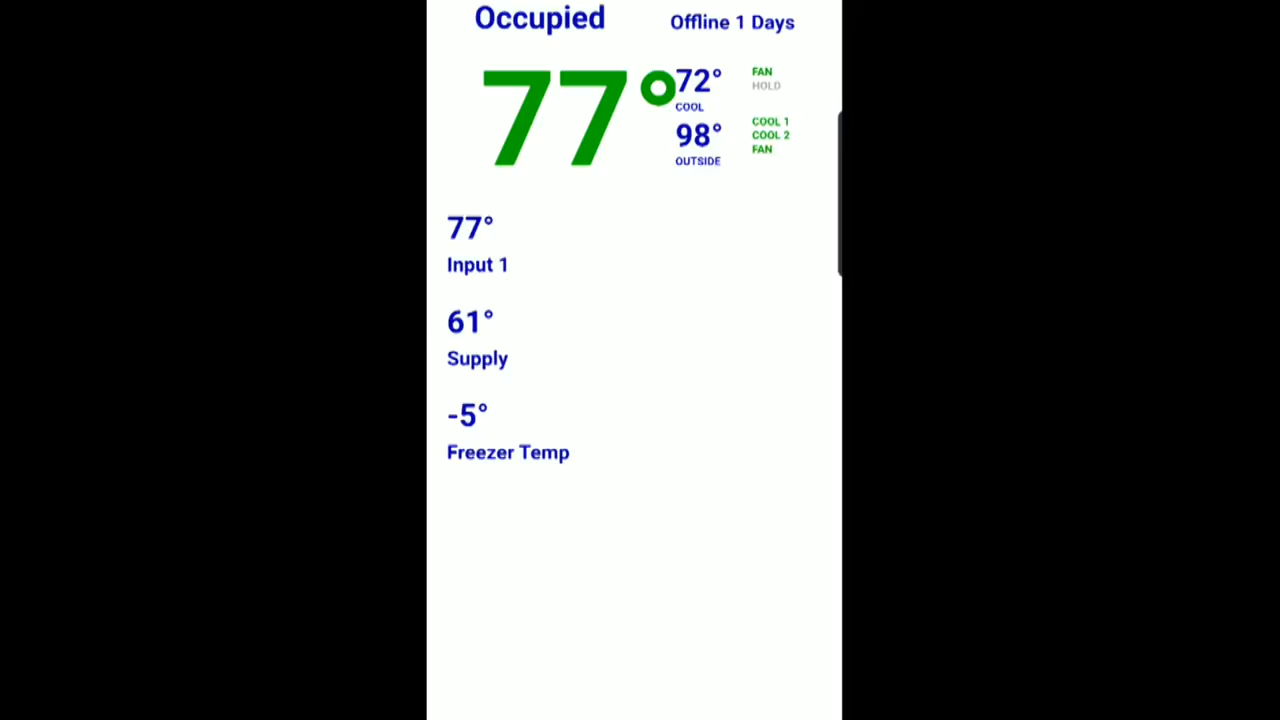 Occupied
Offline 1 Days
77°
72°
COOL
98°
OUTSIDE
FAN
HOLD
COOL 1
COOL 2
FAN
77°
Input 1
61°
Supply
-5°
Freezer Temp